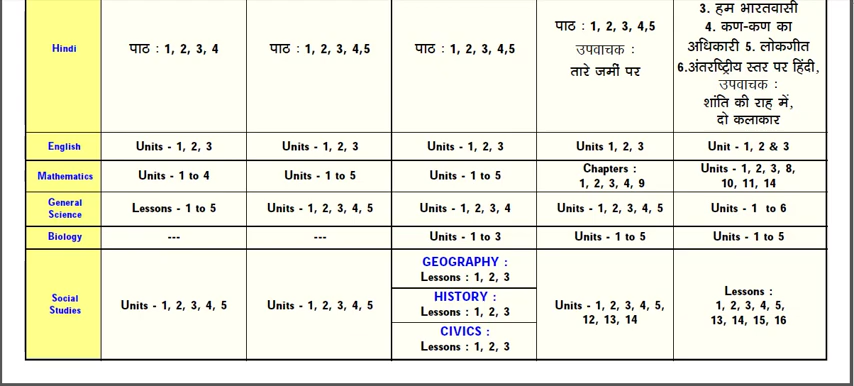 3. हम भारतवासी
4. कण-कण का
अधिकारी 5. लोकगीत
6.अंतरष्ट्रिय स्तर पर हिंदी,
उपवाचक :
शांति की राह में,
दो कलाकार
Hindi
पाठ : 1, 2, 3, 4
पाठ : 1, 2, 3, 4,5
पाठ : 1, 2, 3, 4,5
पाठ : 1, 2, 3, 4,5
उपवाचक :
तारे जमीं पर
English
Units - 1, 2, 3
Units - 1, 2, 3
Units - 1, 2, 3
Units 1, 2, 3
Unit - 1, 2 & 3
Mathematics
Units - 1 to 4
Units - 1 to 5
Units - 1 to 5
Chapters :
1, 2, 3, 4, 9
Units - 1, 2, 3, 8,
10, 11, 14
General
Science
Lessons - 1 to 5
Units - 1, 2, 3, 4, 5
Units - 1, 2, 3, 4
Units - 1, 2, 3, 4, 5
Units - 1 to 6
Biology
---
---
Units - 1 to 3
Units - 1 to 5
Units - 1 to 5
Social
Studies
Units - 1, 2, 3, 4, 5
Units - 1, 2, 3, 4, 5
GEOGRAPHY :
Lessons : 1, 2, 3
HISTORY :
Lessons : 1, 2, 3
CIVICS :
Lessons : 1, 2, 3
Units - 1, 2, 3, 4, 5,
12, 13, 14
Lessons :
1, 2, 3, 4, 5,
13, 14, 15, 16